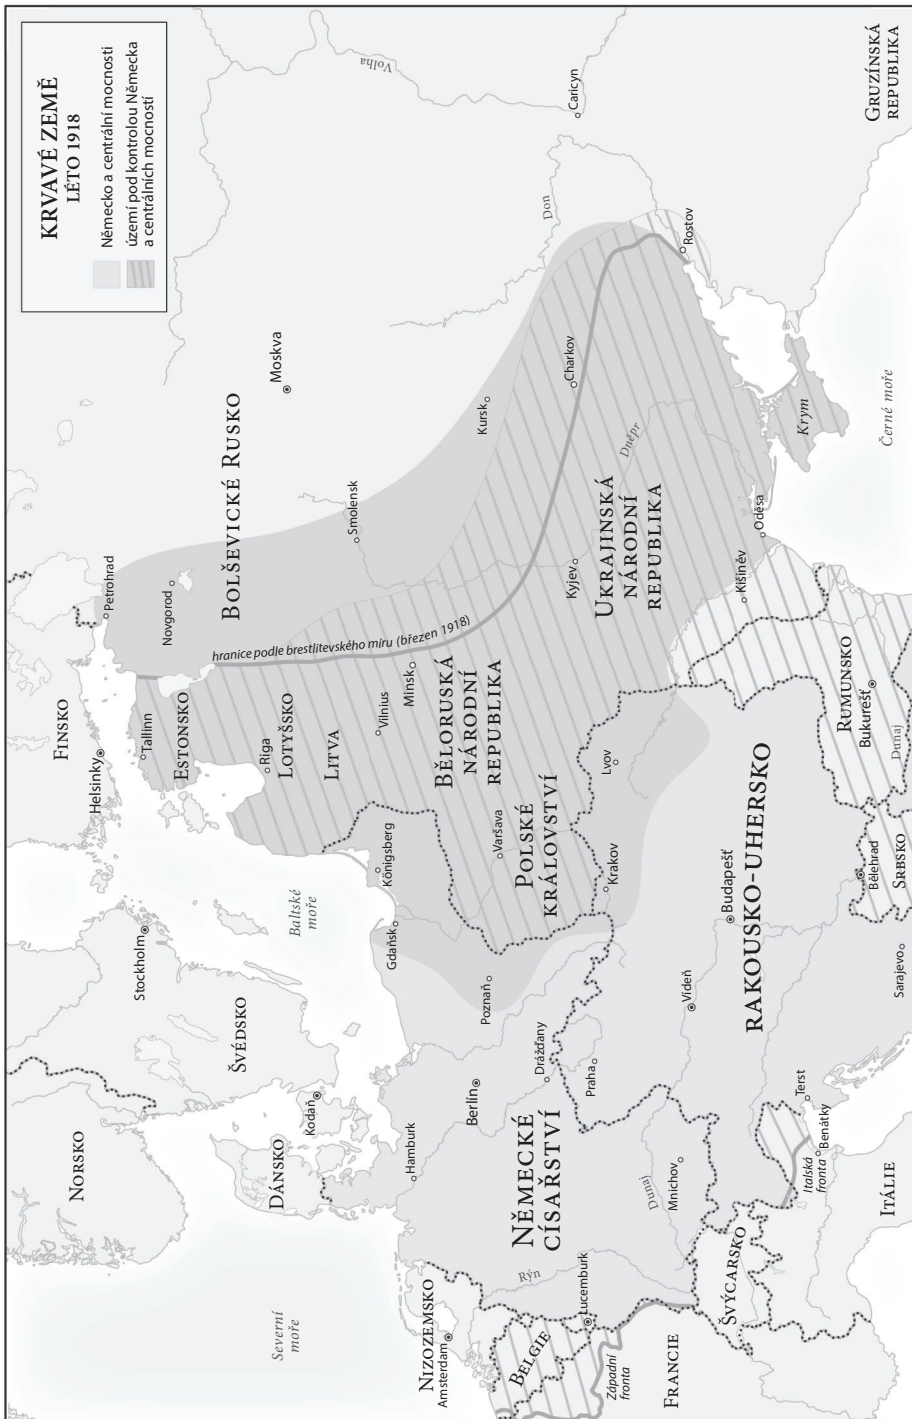 KRVAVÉ ZEMĚ
LÉTO 1918
Německo a centrální mocnosti
území pod kontrolou Německa
a centrálních mocností
NORSKO
ŠVÉDSKO
Stockholm
FINSKO
Helsinky
Petrohrad
Novgorod
Tallinn
ESTONSKO
Riga
LOTYŠSKO
LITVA
Vilnius
Minsk
hranice podle brestlitevského míru (březen 1918)
BOLŠEVICKÉ RUSKO
Moskva
Smolensk
Kursk
Volha
Caricyn
Don
Severní
moře
DÁNSKO
Kodaň
Baltské
moře
Königsberg
Gdaňsk
Hamburk
NIZOZEMSKO
Amsterdam
Poznaň
Berlín
BĚLORUSKÁ
NÁRODNÍ
REPUBLIKA
Varšava
POLSKÉ
KRÁLOVSTVÍ
NĚMECKÉ
CÍSAŘSTVÍ
Drážďany
Rýn
BELGIE
Lucemburk
Západní
fronta
FRANCIE
Praha
Krakov
Lvov
Kyjev
UKRAJINSKÁ
NÁRODNÍ
REPUBLIKA
Dněpr
Charkov
Rostov
Dunaj
Mnichov
Vídeň
Budapešť
RAKOUSKO-UHERSKO
ŠVÝCARSKO
Italská
fronta
Terst
Benátky
ITÁLIE
Sarajevo
Bělehrad
SRBSKO
RUMUNSKO
Bukurešť
Dunaj
Kišiněv
Oděsa
Krym
Černé moře
GRUZÍNSKÁ
REPUBLIKA